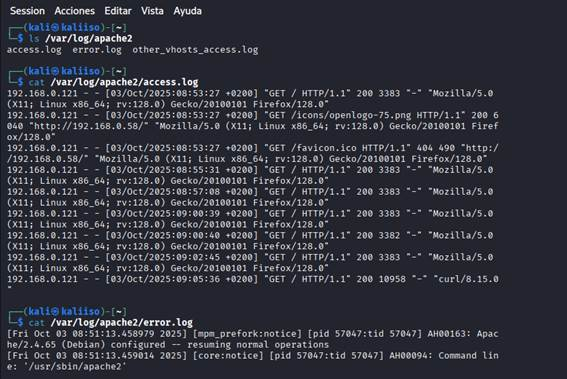 Session Acciones Editar Vista Ayuda
┌──(kali㉿kaliiso)-[~]
└─$ ls /var/log/apache2
access.log error.log other_vhosts_access.log
┌──(kali㉿kaliiso)-[~]
└─$ cat /var/log/apache2/access.log
192.168.0.121 - - [03/Oct/2025:08:53:27 +0200] "GET / HTTP/1.1" 200 3383 "-" "Mozilla/5.0
(X11; Linux x86_64; rv:128.0) Gecko/20100101 Firefox/128.0"
192.168.0.121 - - [03/Oct/2025:08:53:27 +0200] "GET /icons/openlogo-75.png HTTP/1.1" 200 6
040 "http://192.168.0.58/" "Mozilla/5.0 (X11; Linux x86_64; rv:128.0) Gecko/20100101 Firef
ox/128.0"
192.168.0.121 - - [03/Oct/2025:08:53:27 +0200] "GET /favicon.ico HTTP/1.1" 404 490 "http:/
/192.168.0.58/" "Mozilla/5.0 (X11; Linux x86_64; rv:128.0) Gecko/20100101 Firefox/128.0"
192.168.0.121 - - [03/Oct/2025:08:55:31 +0200] "GET / HTTP/1.1" 200 3383 "-" "Mozilla/5.0
(X11; Linux x86_64; rv:128.0) Gecko/20100101 Firefox/128.0"
192.168.0.121 - - [03/Oct/2025:08:57:08 +0200] "GET / HTTP/1.1" 200 3383 "-" "Mozilla/5.0
(X11; Linux x86_64; rv:128.0) Gecko/20100101 Firefox/128.0"
192.168.0.121 - - [03/Oct/2025:09:00:39 +0200] "GET / HTTP/1.1" 200 3383 "-" "Mozilla/5.0
(X11; Linux x86_64; rv:128.0) Gecko/20100101 Firefox/128.0"
192.168.0.121 - - [03/Oct/2025:09:00:40 +0200] "GET / HTTP/1.1" 200 3382 "-" "Mozilla/5.0
(X11; Linux x86_64; rv:128.0) Gecko/20100101 Firefox/128.0"
192.168.0.121 - - [03/Oct/2025:09:02:45 +0200] "GET / HTTP/1.1" 200 3383 "-" "Mozilla/5.0
(X11; Linux x86_64; rv:128.0) Gecko/20100101 Firefox/128.0"
192.168.0.121 - - [03/Oct/2025:09:05:36 +0200] "GET / HTTP/1.1" 200 10958 "-" "curl/8.15.0
"
┌──(kali㉿kaliiso)-[~]
└─$ cat /var/log/apache2/error.log
[Fri Oct 03 08:51:13.458979 2025] [mpm_prefork:notice] [pid 57047:tid 57047] AH00163: Apac
he/2.4.65 (Debian) configured -- resuming normal operations
[Fri Oct 03 08:51:13.459014 2025] [core:notice] [pid 57047:tid 57047] AH00094: Command lin
e: '/usr/sbin/apache2'